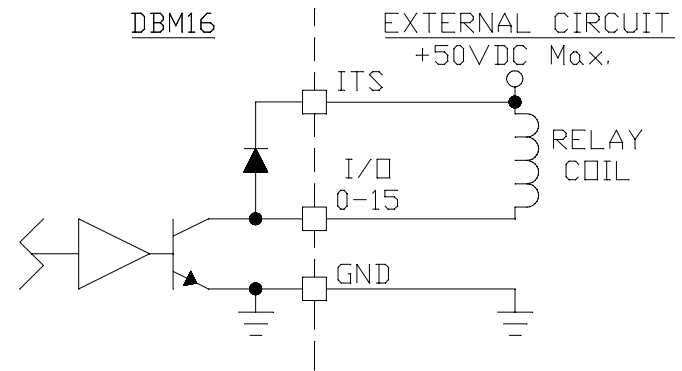 DBM16
EXTERNAL CIRCUIT
+50VDC Max.
ITS
RELAY
COIL
I/O
0-15
GND